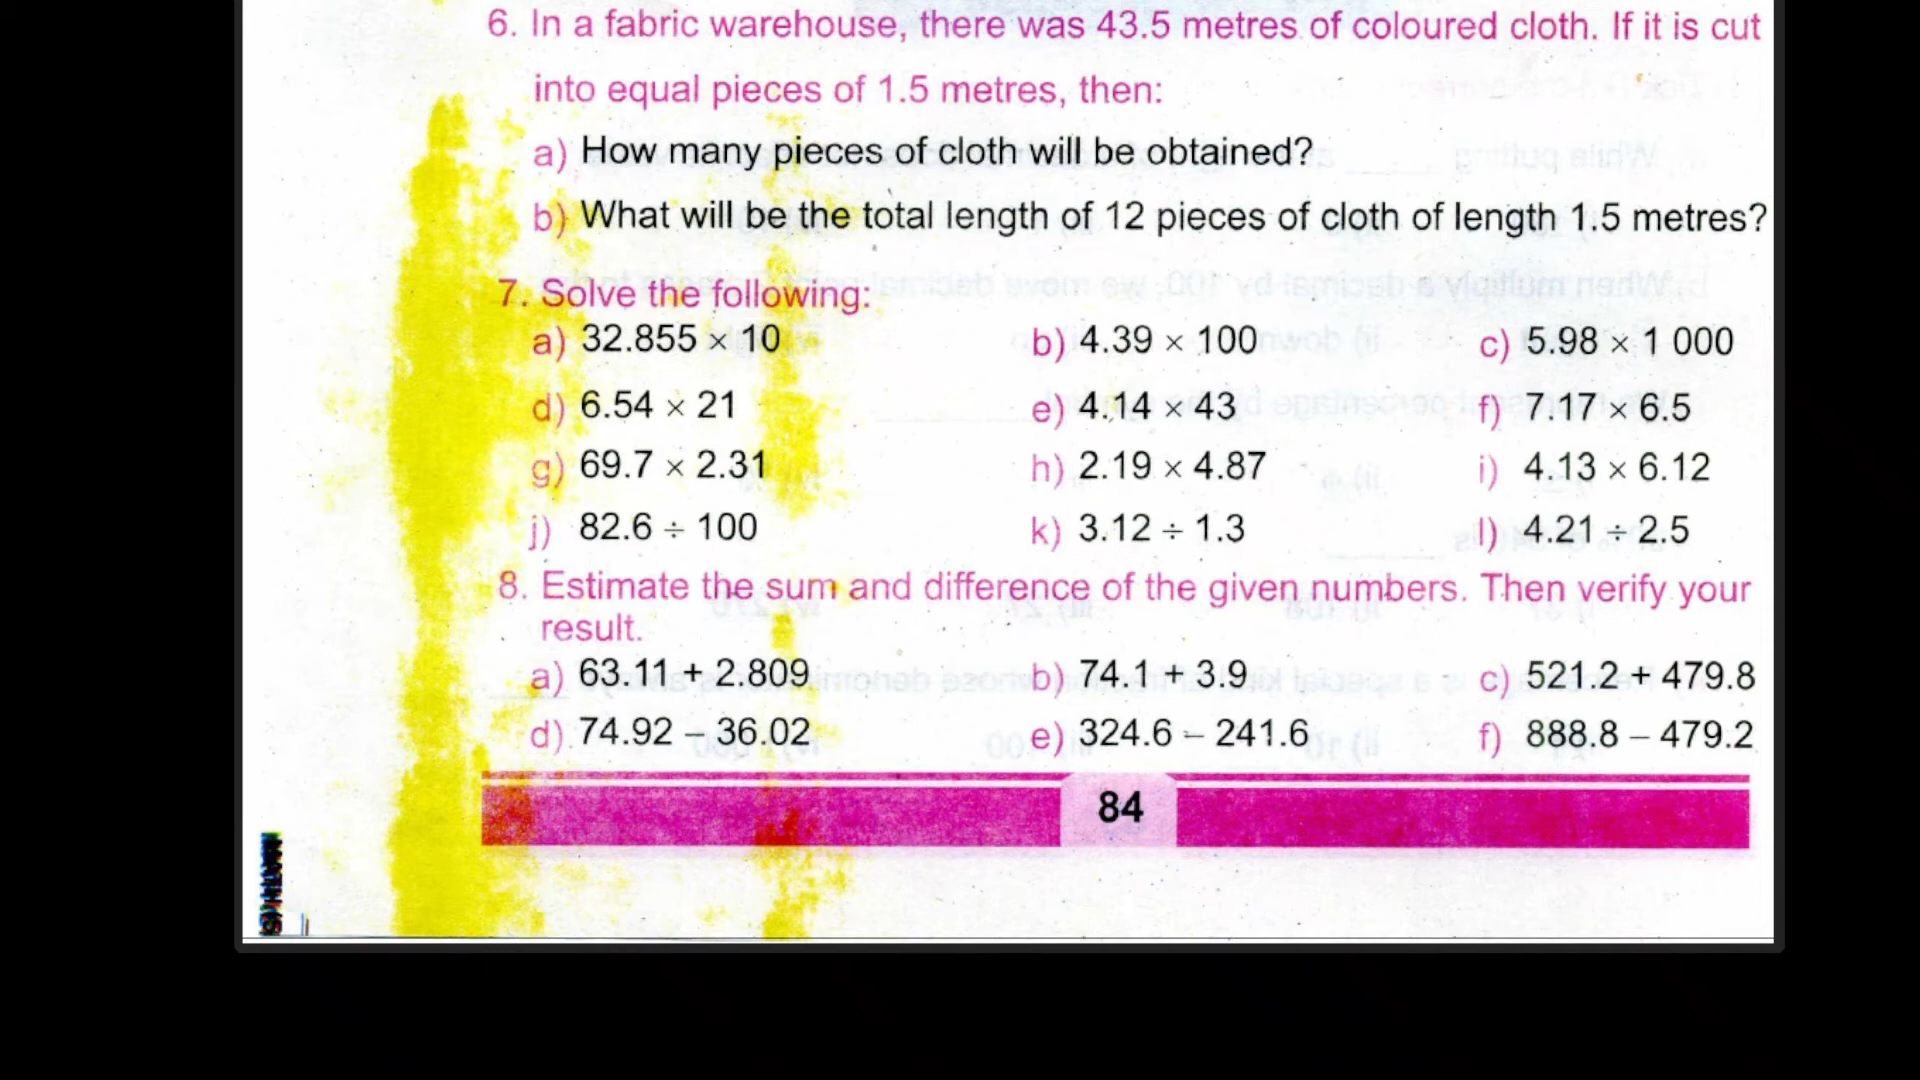 6. In a fabric warehouse, there was 43.5 metres of coloured cloth. If it is cut
into equal pieces of 1.5 metres, then:
a) How many pieces of cloth will be obtained?
b) What will be the total length of 12 pieces of cloth of length 1.5 metres?
7. Solve the following:
a) 32.855 × 10 b) 4.39 × 100 c) 5.98 × 1 000
d) 6.54 × 21 e) 4.14 × 43 f) 7.17 × 6.5
g) 69.7 × 2.31 h) 2.19 × 4.87 i) 4.13 × 6.12
j) 82.6 ÷ 100 k) 3.12 ÷ 1.3 l) 4.21 ÷ 2.5
8. Estimate the sum and difference of the given numbers. Then verify your
result.
a) 63.11 + 2.809 b) 74.1 + 3.9 c) 521.2 + 479.8
d) 74.92 – 36.02 e) 324.6 – 241.6 f) 888.8 – 479.2
84